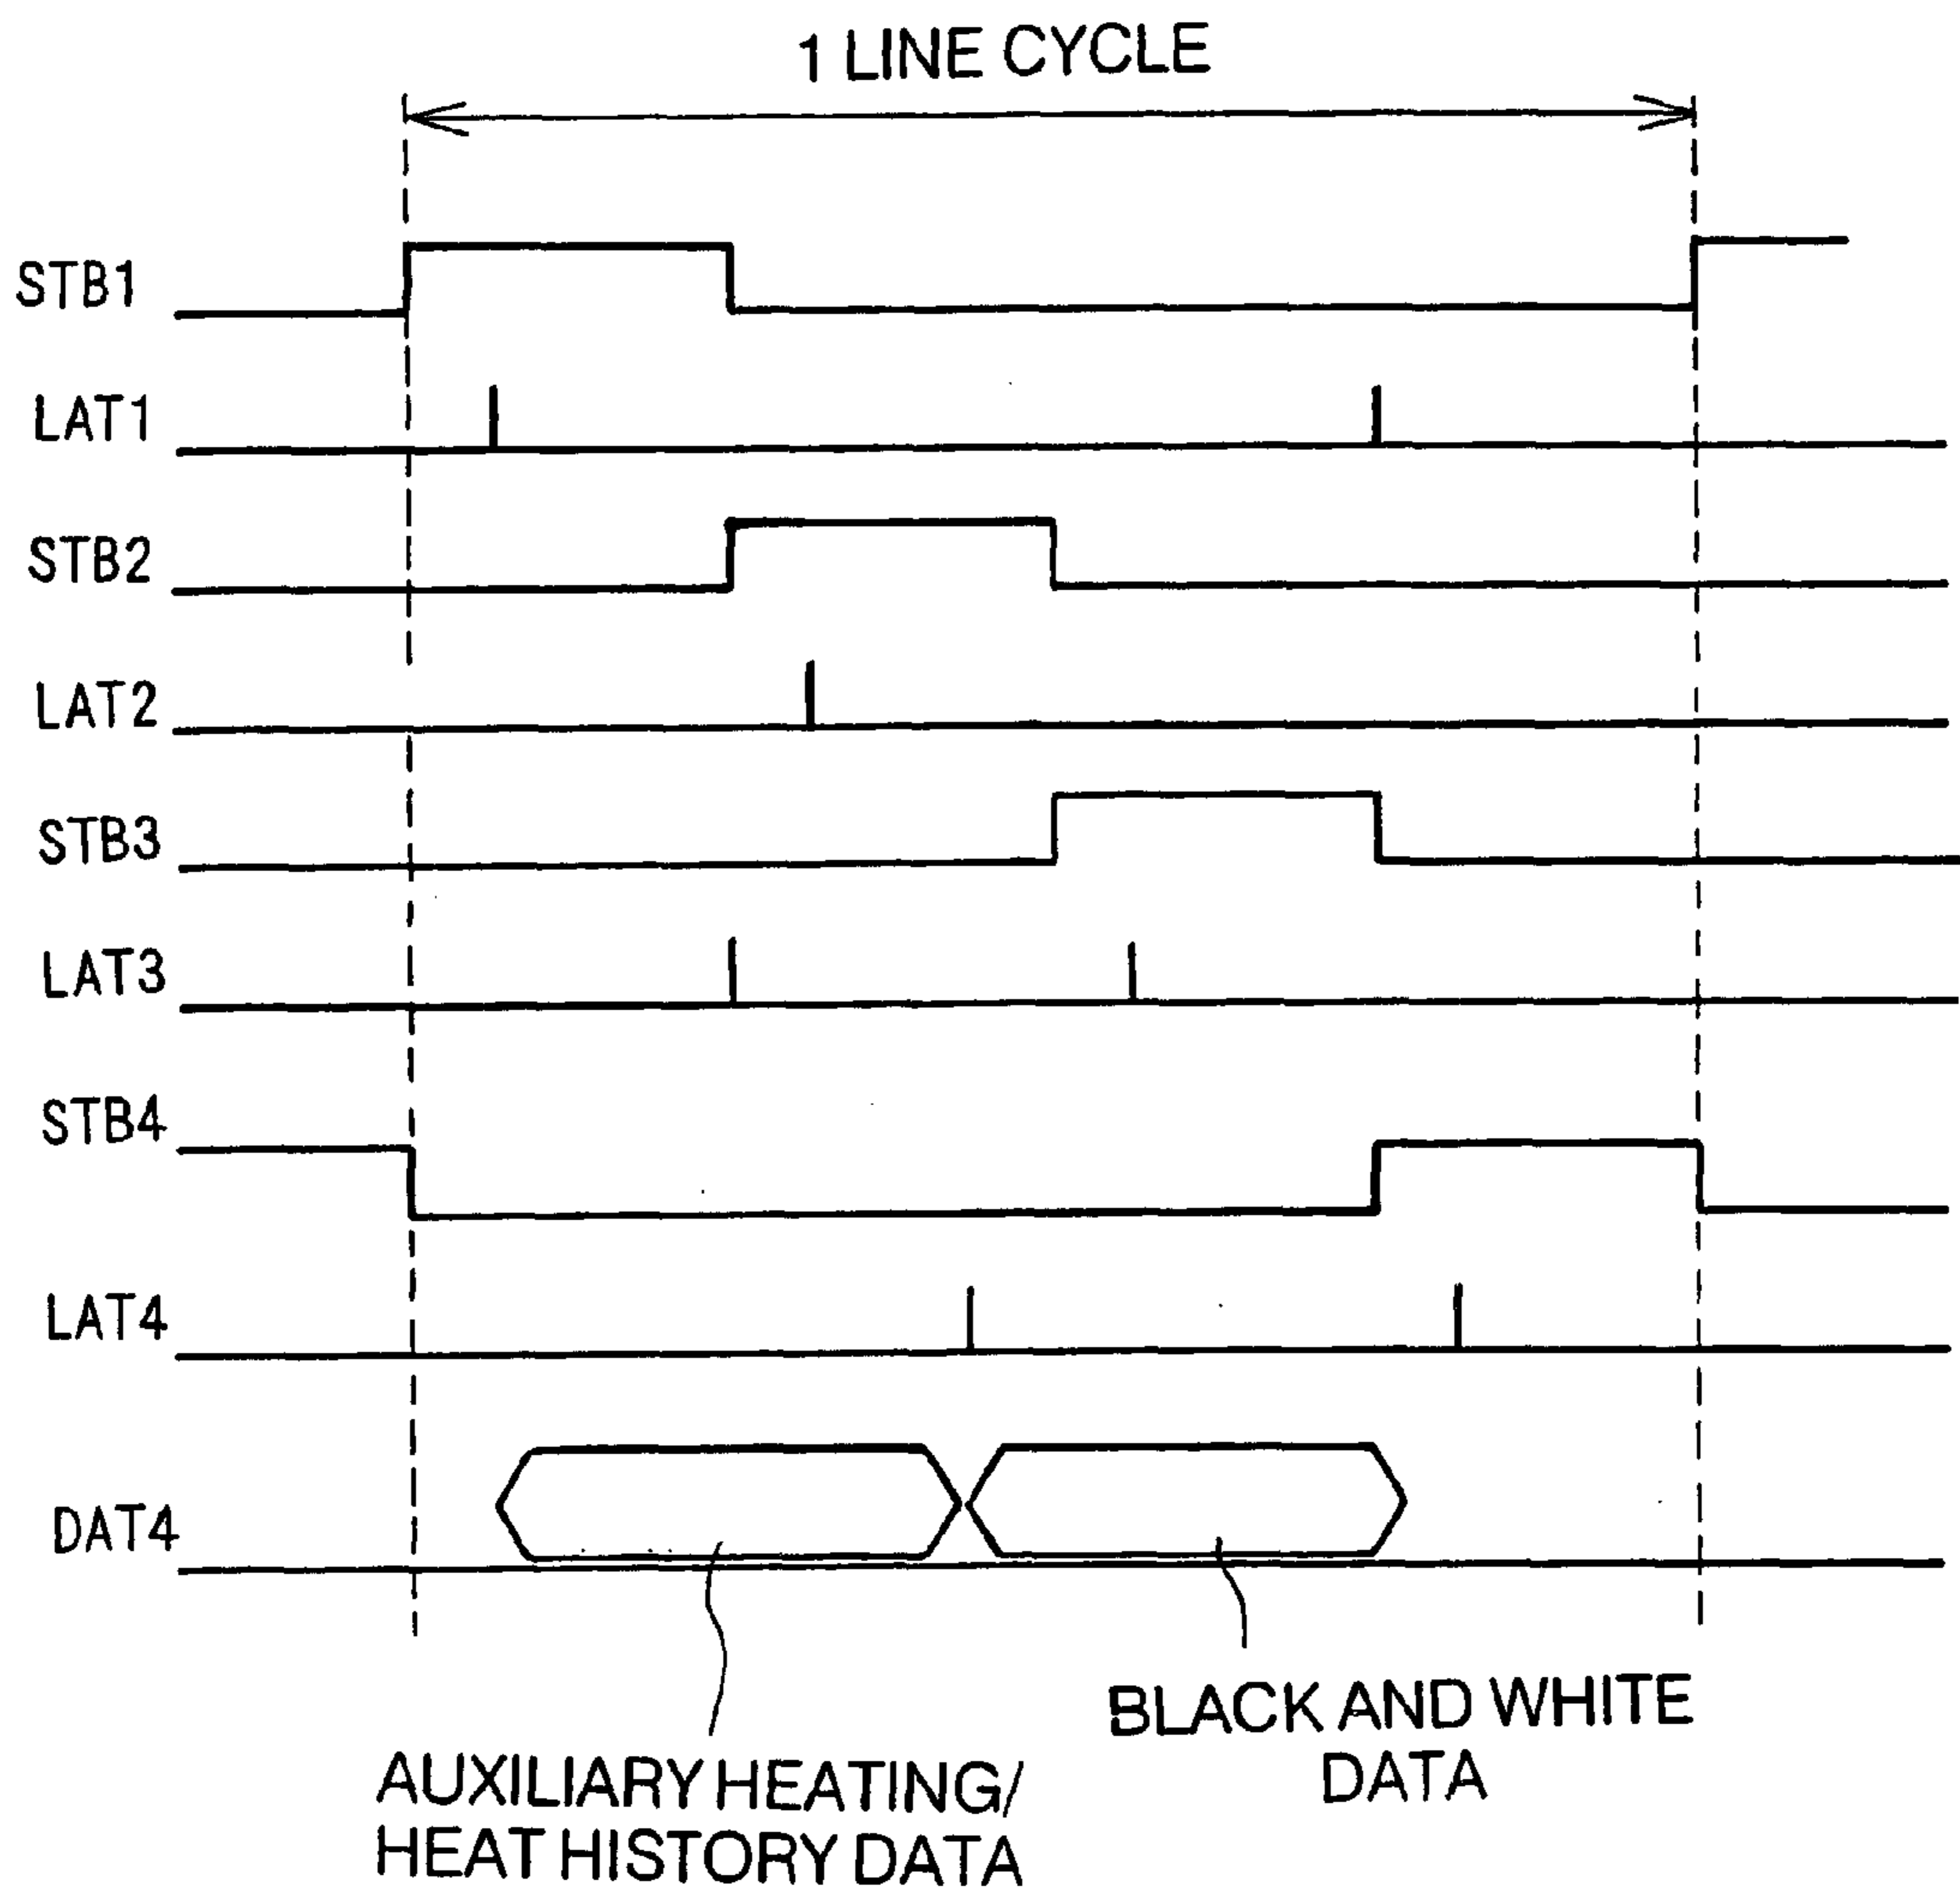 1 LINE CYCLE
STB1
LAT1
STB2
LAT2
STB3
LAT3
STB4
LAT4
DAT4
BLACK AND WHITE
DATA
AUXILIARY HEATING/
HEAT HISTORY DATA